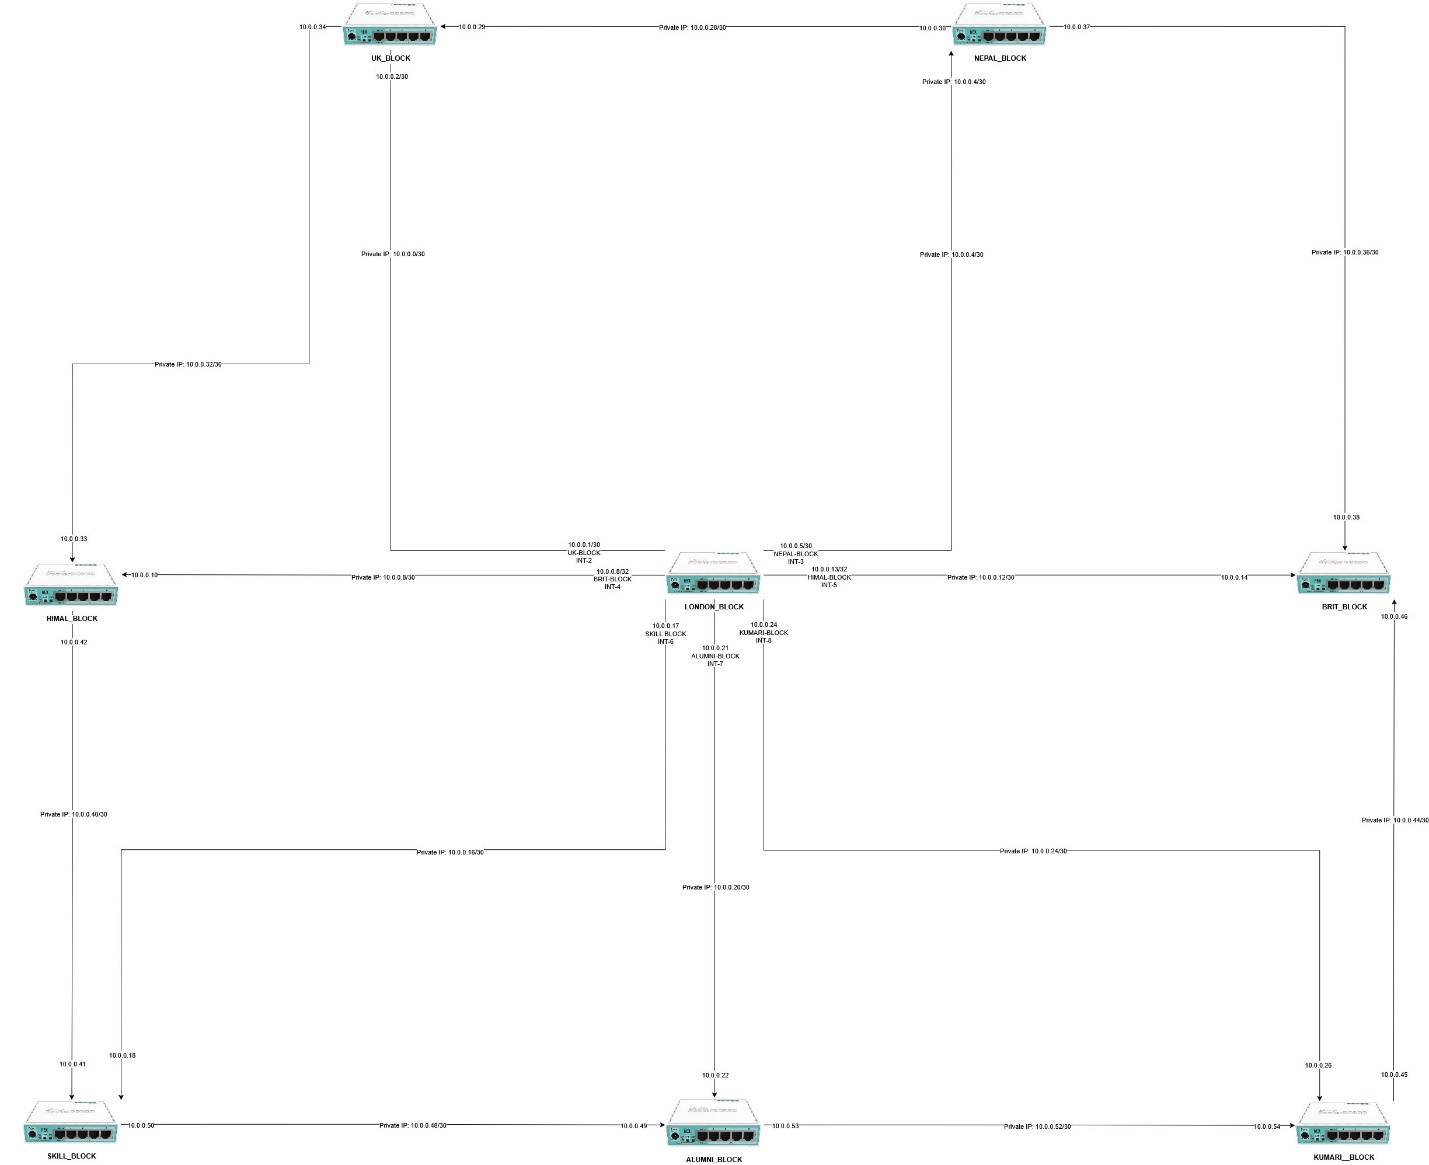 10.0.0.34
10.0.0.29
Private IP: 10.0.0.28/30
10.0.0.30
10.0.0.37
UK_BLOCK
NEPAL_BLOCK
10.0.0.2/30
Private IP: 10.0.0.4/30
Private IP: 10.0.0.0/30
Private IP: 10.0.0.4/30
Private IP: 10.0.0.36/30
Private IP: 10.0.0.32/30
10.0.0.38
10.0.0.33
10.0.0.1/30
UK-BLOCK
INT-2
10.0.0.5/30
NEPAL-BLOCK
INT-3
10.0.0.10
Private IP: 10.0.0.8/30
10.0.0.8/32
BRIT-BLOCK
INT-4
10.0.0.13/32
HIMAL-BLOCK
INT-5
Private IP: 10.0.0.12/30
10.0.0.14
LONDON_BLOCK
BRIT_BLOCK
HIMAL_BLOCK
10.0.0.46
10.0.0.17
SKILL BLOCK
INT-6
10.0.0.24
KUMARI-BLOCK
INT-8
10.0.0.42
10.0.0.21
ALUMNI-BLOCK
INT-7
Private IP: 10.0.0.40/30
Private IP: 10.0.0.44/30
Private IP: 10.0.0.16/30
Private IP: 10.0.0.24/30
Private IP: 10.0.0.20/30
10.0.0.18
10.0.0.41
10.0.0.26
10.0.0.22
10.0.0.45
10.0.0.50
Private IP: 10.0.0.48/30
10.0.0.49
10.0.0.53
Private IP: 10.0.0.52/30
10.0.0.54
SKILL_BLOCK
ALUMNI_BLOCK
KUMARI__BLOCK